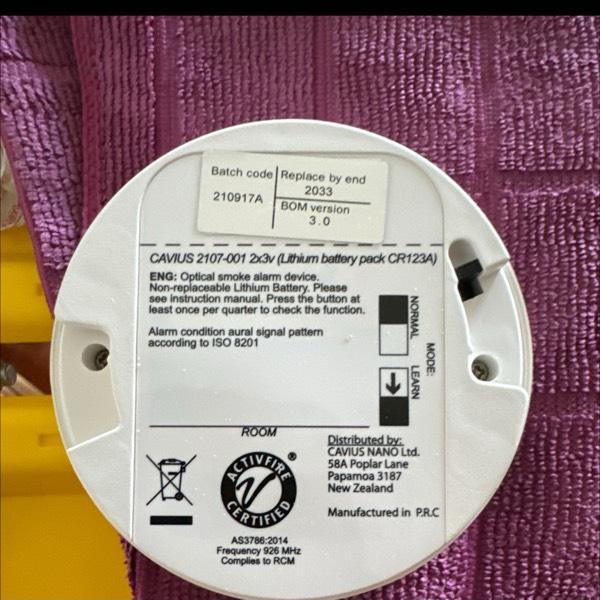 Batch code
210917A
Replace by end
2033
BOM version
3.0
CAVIUS 2107-001 2x3v (Lithium battery pack CR123A)
ENG: Optical smoke alarm device.
Non-replaceable Lithium Battery. Please
see instruction manual. Press the button at
least once per quarter to check the function.
Alarm condition aural signal pattern
according to ISO 8201
NORMAL
MODE:
LEARN
ROOM
ACTIVFIRE
®
CERTIFIED
AS3786:2014
Frequency 926 MHz
Complies to RCM
Distributed by:
CAVIUS NANO Ltd.
58A Poplar Lane
Papamoa 3187
New Zealand
Manufactured in P.R.C